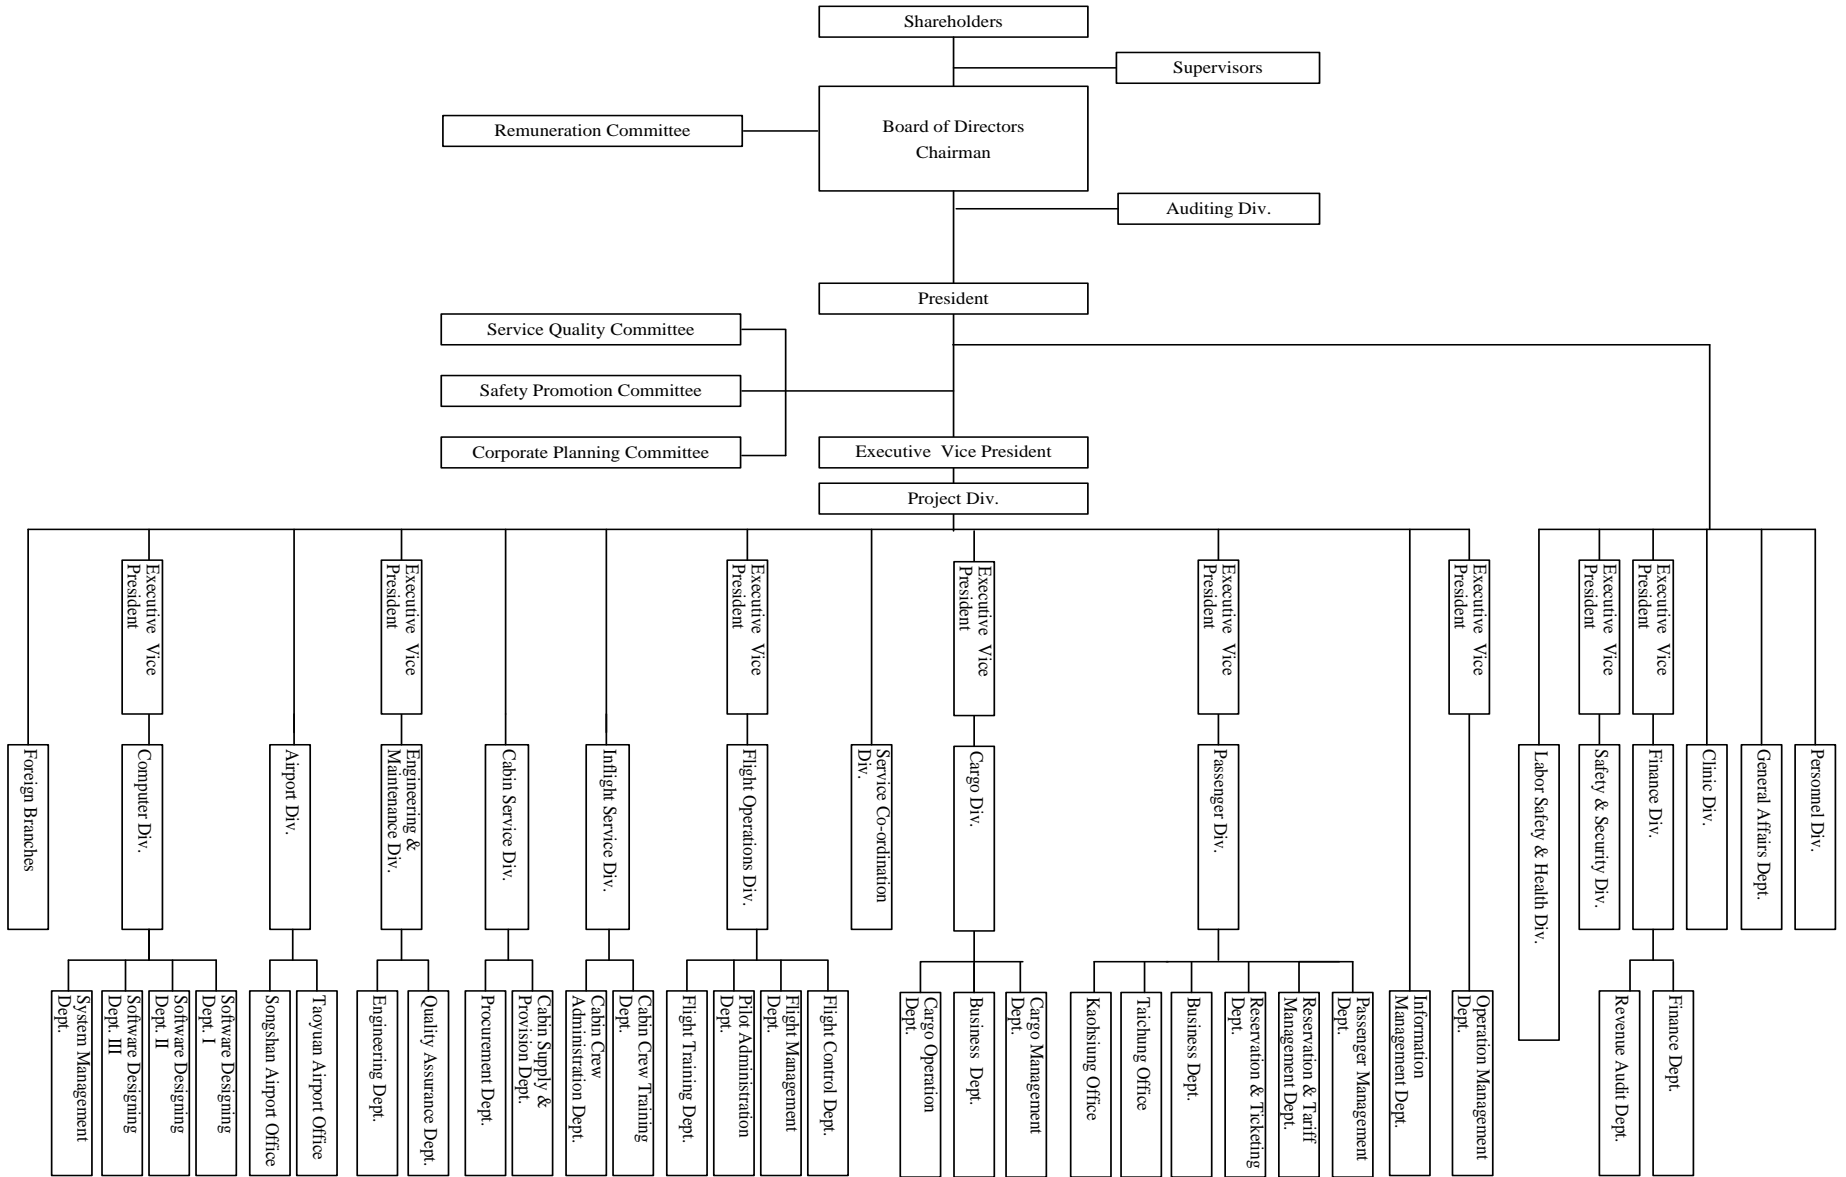 Shareholders
Supervisors
Remuneration Committee
Board of Directors
Chairman
Auditing Div.
President
Service Quality Committee
Safety Promotion Committee
Corporate Planning Committee
Executive Vice President
Project Div.
Executive Vice
President
Executive Vice
President
Executive Vice
President
Executive Vice
President
Executive Vice
President
Executive Vice
President
Executive Vice
President
Executive Vice
President
Foreign Branches
Computer Div.
Airport Div.
Engineering &
Maintenance Div.
Cabin Service Div.
Inflight Service Div.
Flight Operations Div.
Service Co-ordination
Div.
Cargo Div.
Passenger Div.
Labor Safety & Health Div.
Safety & Security Div.
Finance Div.
Clinic Div.
General Affairs Dept.
Personnel Div.
System Management
Dept.
Software Designing
Dept. III
Software Designing
Dept. II
Software Designing
Dept. I
Songshan Airport Office
Taoyuan Airport Office
Engineering Dept.
Quality Assurance Dept.
Procurement Dept.
Cabin Supply &
Provision Dept.
Cabin Crew
Administration Dept.
Cabin Crew Training
Dept.
Flight Training Dept.
Pilot Administration
Dept.
Flight Management
Dept.
Flight Control Dept.
Cargo Operation
Dept.
Business Dept.
Cargo Management
Dept.
Kaohsiung Office
Taichung Office
Business Dept.
Reservation & Ticketing
Dept.
Reservation & Tariff
Management Dept.
Passenger Management
Dept.
Information
Management Dept.
Operation Management
Dept.
Revenue Audit Dept.
Finance Dept.